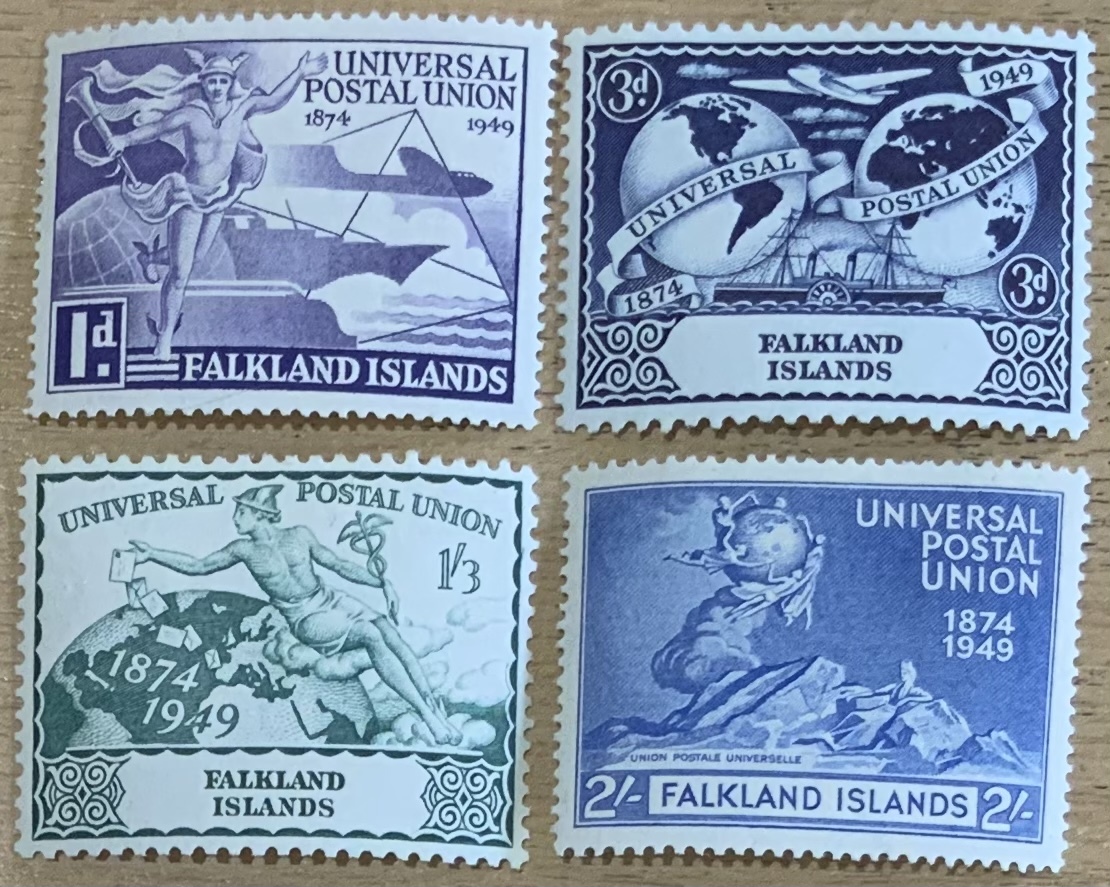 UNIVERSAL
POSTAL UNION
1874 1949
1d.
FALKLAND ISLANDS
3d.
1949
UNIVERSAL
POSTAL UNION
1874
3d.
FALKLAND
ISLANDS
UNIVERSAL POSTAL UNION
1/3
1874
1949
FALKLAND
ISLANDS
UNIVERSAL
POSTAL
UNION
1874
1949
UNION POSTALE UNIVERSELLE
2/- FALKLAND ISLANDS 2/-